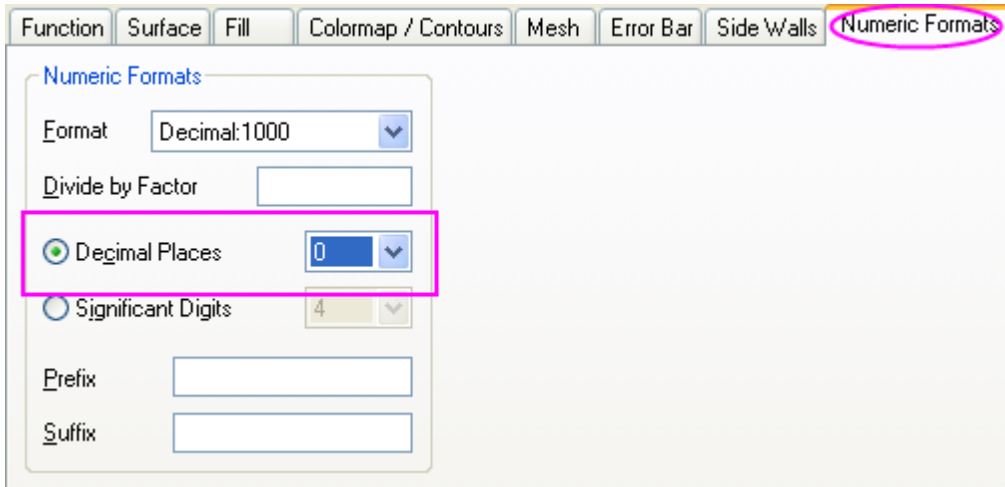 Function Surface Fill Colormap / Contours Mesh Error Bar Side Walls Numeric Formats
Numeric Formats
Format Decimal:1000
Divide by Factor
Decimal Places 0
Significant Digits 4
Prefix
Suffix